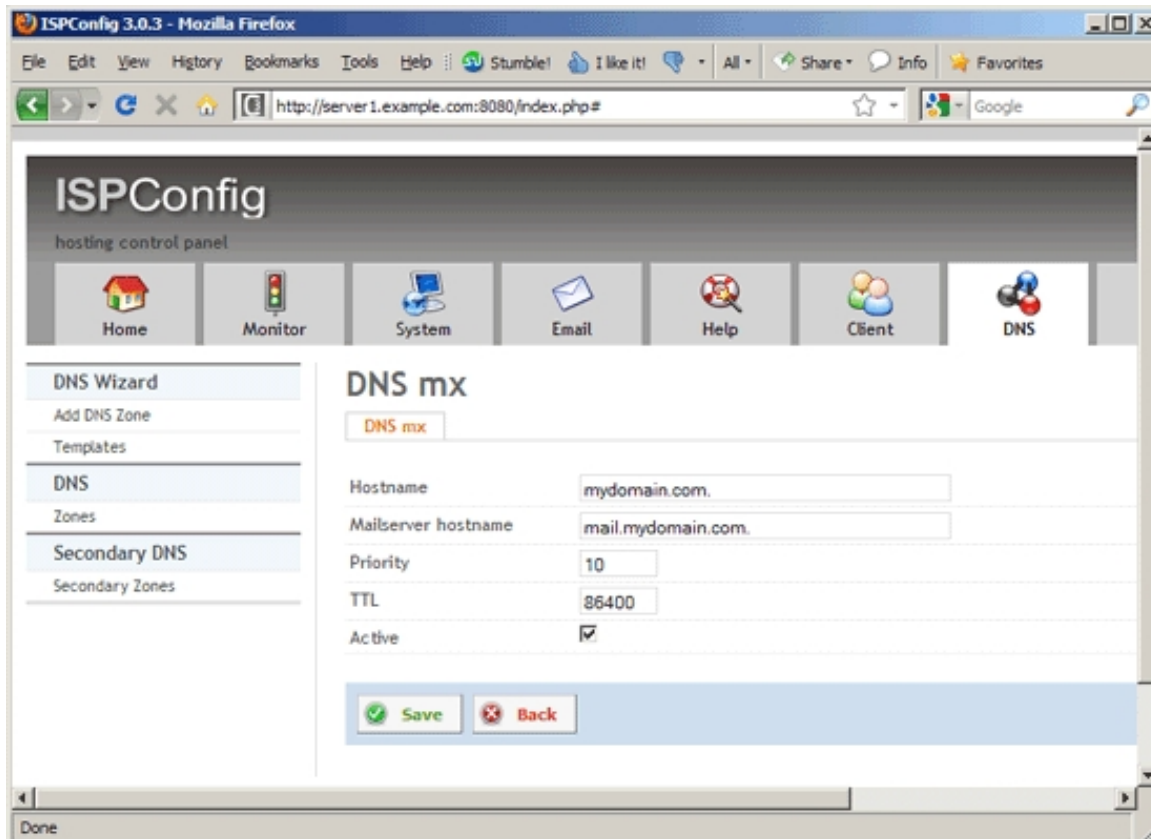 ISPConfig 3.0.3 - Mozilla Firefox
File Edit View History Bookmarks Tools Help Stumble! I like it! All Share Info Favorites
http://server1.example.com:8080/index.php# Google
ISPConfig
hosting control panel
Home Monitor System Email Help Client DNS
DNS Wizard
Add DNS Zone
Templates
DNS
Zones
Secondary DNS
Secondary Zones
DNS mx
DNS mx
Hostname mydomain.com.
Mailserver hostname mail.mydomain.com.
Priority 10
TTL 86400
Active
Save Back
Done